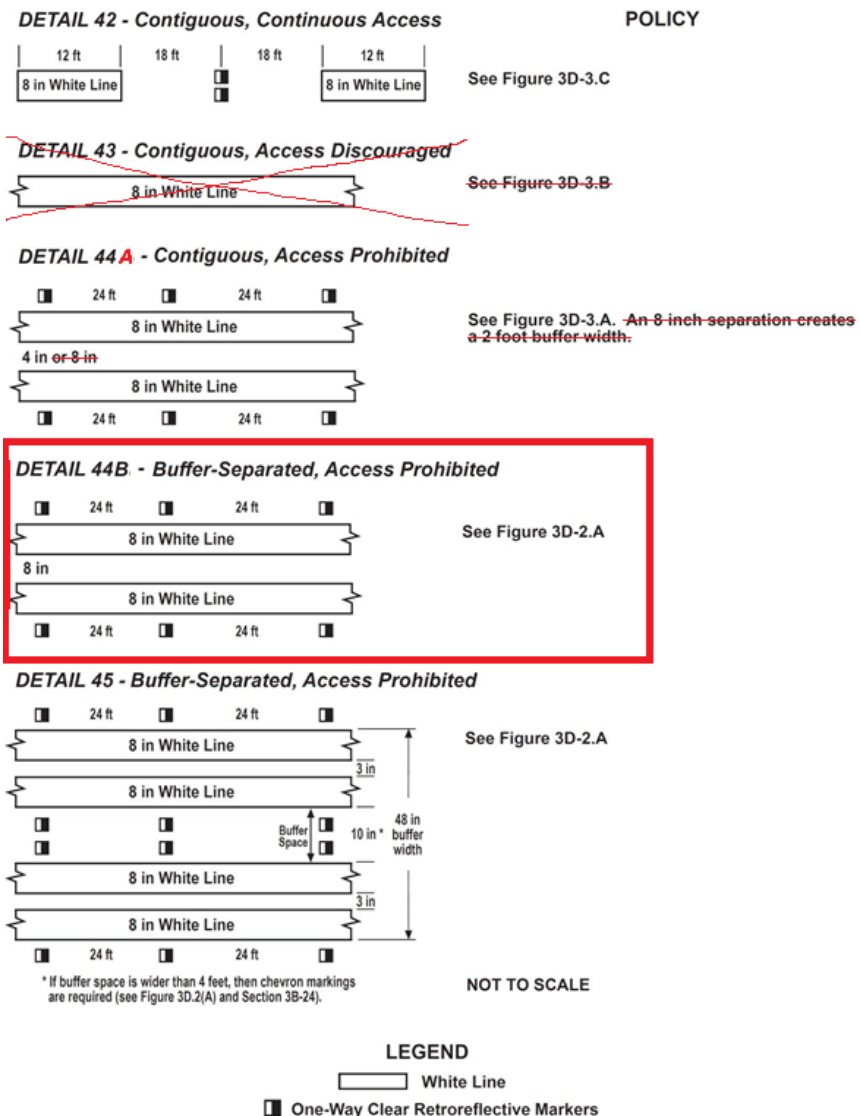 DETAIL 42 - Contiguous, Continuous Access
POLICY
12 ft 18 ft 18 ft 12 ft
8 in White Line 8 in White Line
See Figure 3D-3.C
DETAIL 43 - Contiguous, Access Discouraged
8 in White Line
See Figure 3D-3.B
DETAIL 44A - Contiguous, Access Prohibited
24 ft 24 ft
8 in White Line
See Figure 3D-3.A. An 8 inch separation creates
a 2 foot buffer width.
4 in or 8 in
8 in White Line
24 ft 24 ft
DETAIL 44B - Buffer-Separated, Access Prohibited
24 ft 24 ft
8 in White Line
See Figure 3D-2.A
8 in
8 in White Line
24 ft 24 ft
DETAIL 45 - Buffer-Separated, Access Prohibited
24 ft 24 ft
8 in White Line
See Figure 3D-2.A
3 in
8 in White Line
Buffer
Space
10 in *
48 in
buffer
width
8 in White Line
3 in
8 in White Line
24 ft 24 ft
* If buffer space is wider than 4 feet, then chevron markings
are required (see Figure 3D.2(A) and Section 3B-24).
NOT TO SCALE
LEGEND
White Line
One-Way Clear Retroreflective Markers